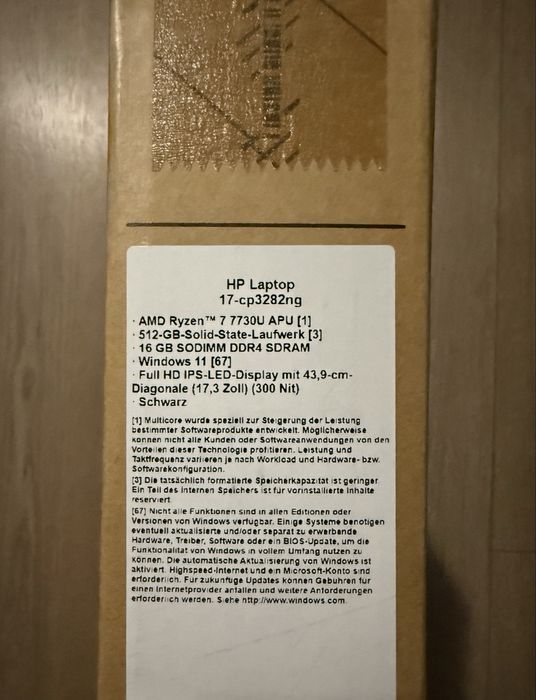 HP Laptop
17-cp3282ng
· AMD Ryzen™ 7 7730U APU [1]
· 512-GB-Solid-State-Laufwerk [3]
· 16 GB SODIMM DDR4 SDRAM
· Windows 11 [67]
· Full HD IPS-LED-Display mit 43,9-cm-
Diagonale (17,3 Zoll) (300 Nit)
· Schwarz
[1] Multicore wurde speziell zur Steigerung der Leistung
bestimmter Softwareprodukte entwickelt. Möglicherweise
können nicht alle Kunden oder Softwareanwendungen von den
Vorteilen dieser Technologie profitieren. Leistung und
Taktfrequenz variieren je nach Workload und Hardware- bzw.
Softwarekonfiguration.
[3] Die tatsächlich formatierte Speicherkapazität ist geringer.
Ein Teil des internen Speichers ist für vorinstallierte Inhalte
reserviert.
[67] Nicht alle Funktionen sind in allen Editionen oder
Versionen von Windows verfügbar. Einige Systeme benötigen
eventuell aktualisierte und/oder separat zu erwerbende
Hardware, Treiber, Software oder ein BIOS-Update, um die
Funktionalität von Windows in vollem Umfang nutzen zu
können. Die automatische Aktualisierung von Windows ist
aktiviert. Highspeed-Internet und ein Microsoft-Konto sind
erforderlich. Für zukünftige Updates können Gebühren für
einen Internetprovider anfallen und weitere Anforderungen
erforderlich werden. Siehe http://www.windows.com.